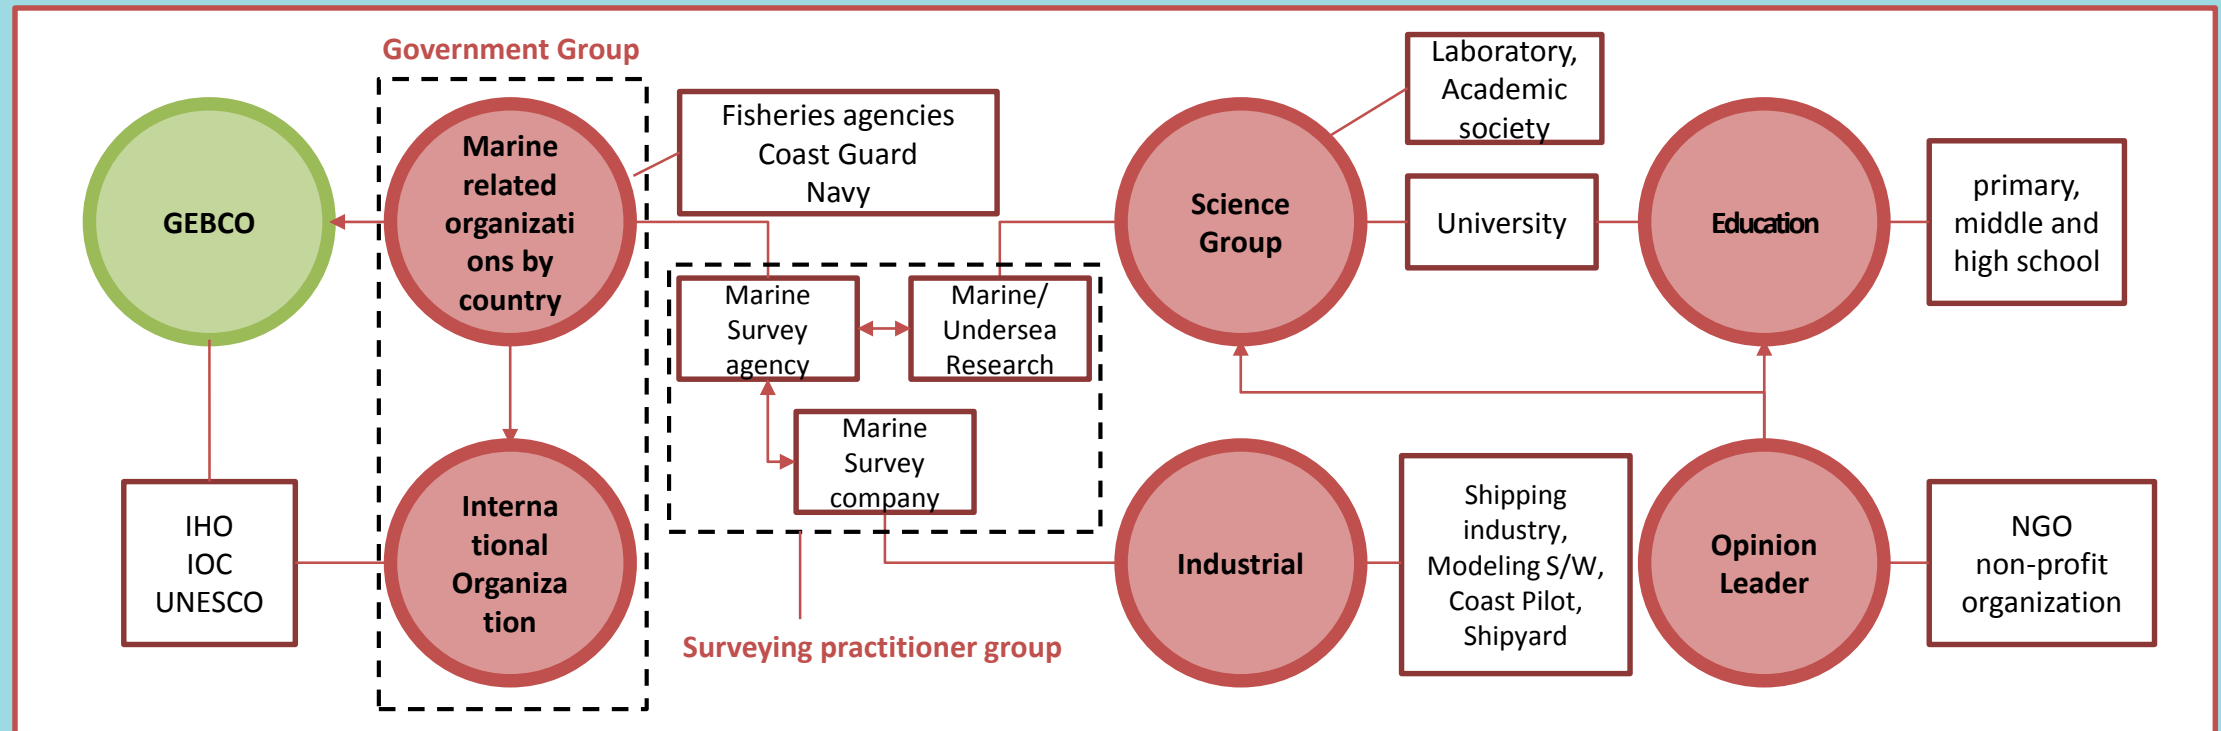 Government Group
GEBCO
Marine
related
organizati
ons by
country
Fisheries agencies
Coast Guard
Navy
Marine
Survey
agency
Marine/
Undersea
Research
Marine
Survey
company
Surveying practitioner group
IHO
IOC
UNESCO
Interna
tional
Organiza
tion
Science
Group
Laboratory,
Academic
society
University
Education
primary,
middle and
high school
Industrial
Shipping
industry,
Modeling S/W,
Coast Pilot,
Shipyard
Opinion
Leader
NGO
non-profit
organization